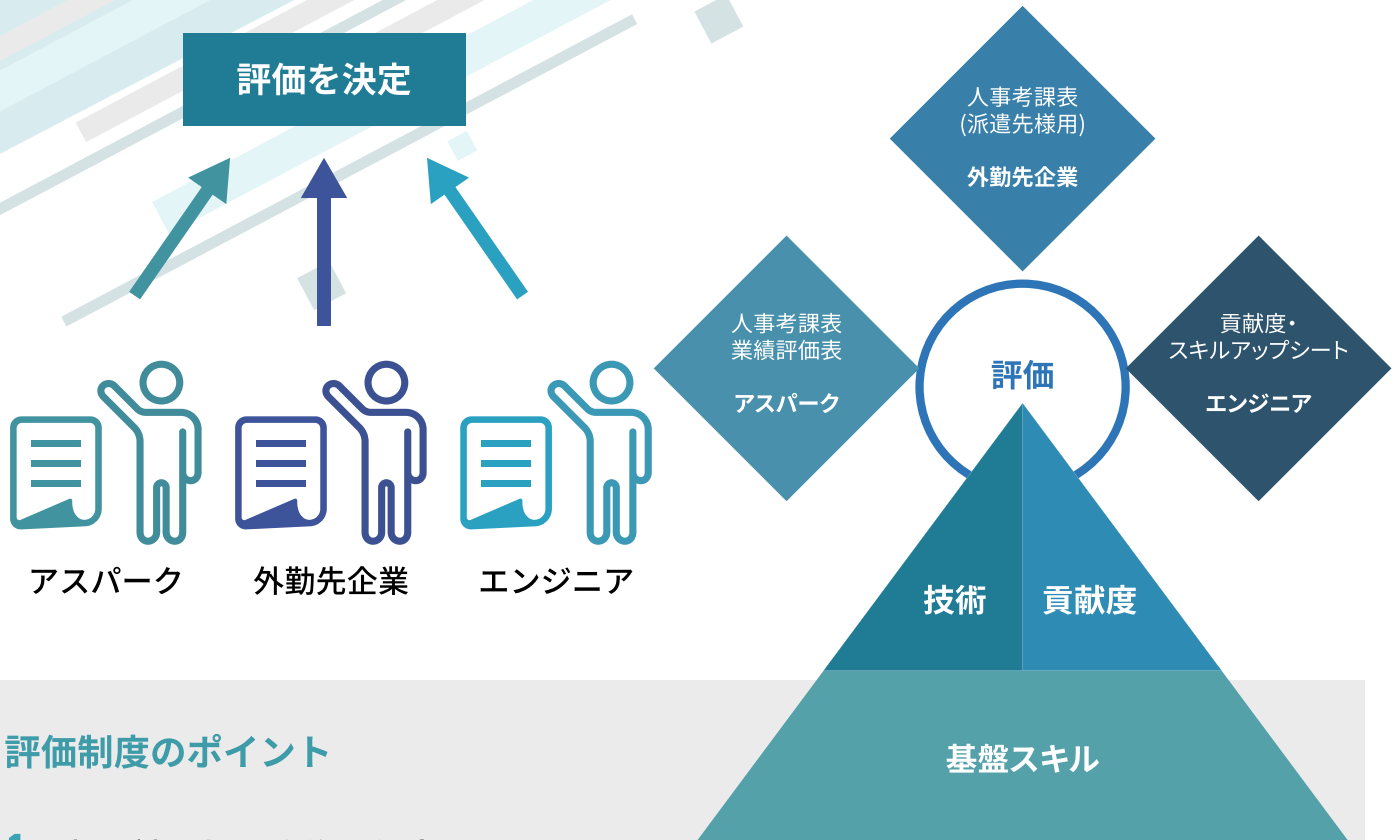 評価を決定
アスパーク
外勤先企業
エンジニア
人事考課表
(派遣先様用)
外勤先企業
人事考課表
業績評価表
アスパーク
貢献度・
スキルアップシート
エンジニア
評価
技術
貢献度
基盤スキル
評価制度のポイント